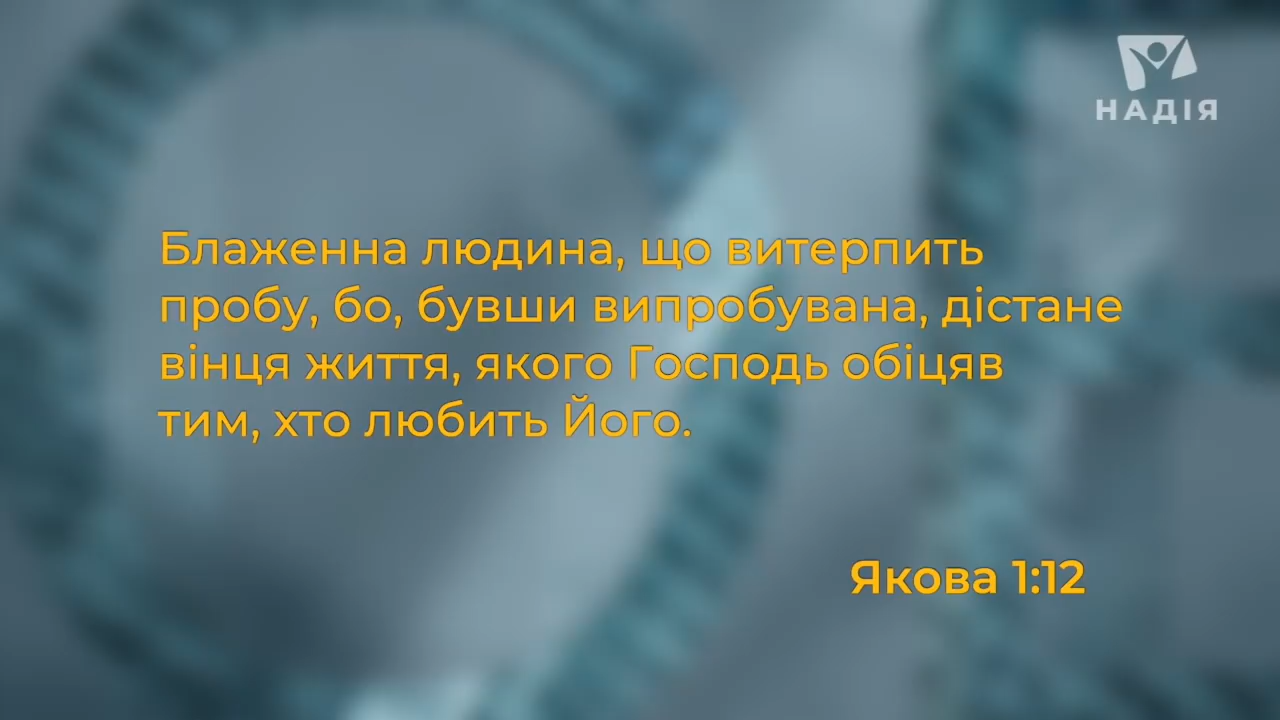 НАДІЯ
Блаженна людина, що витерпить
пробу, бо, бувши випробувана, дістане
вінця життя, якого Господь обіцяв
тим, хто любить Його.
Якова 1:12